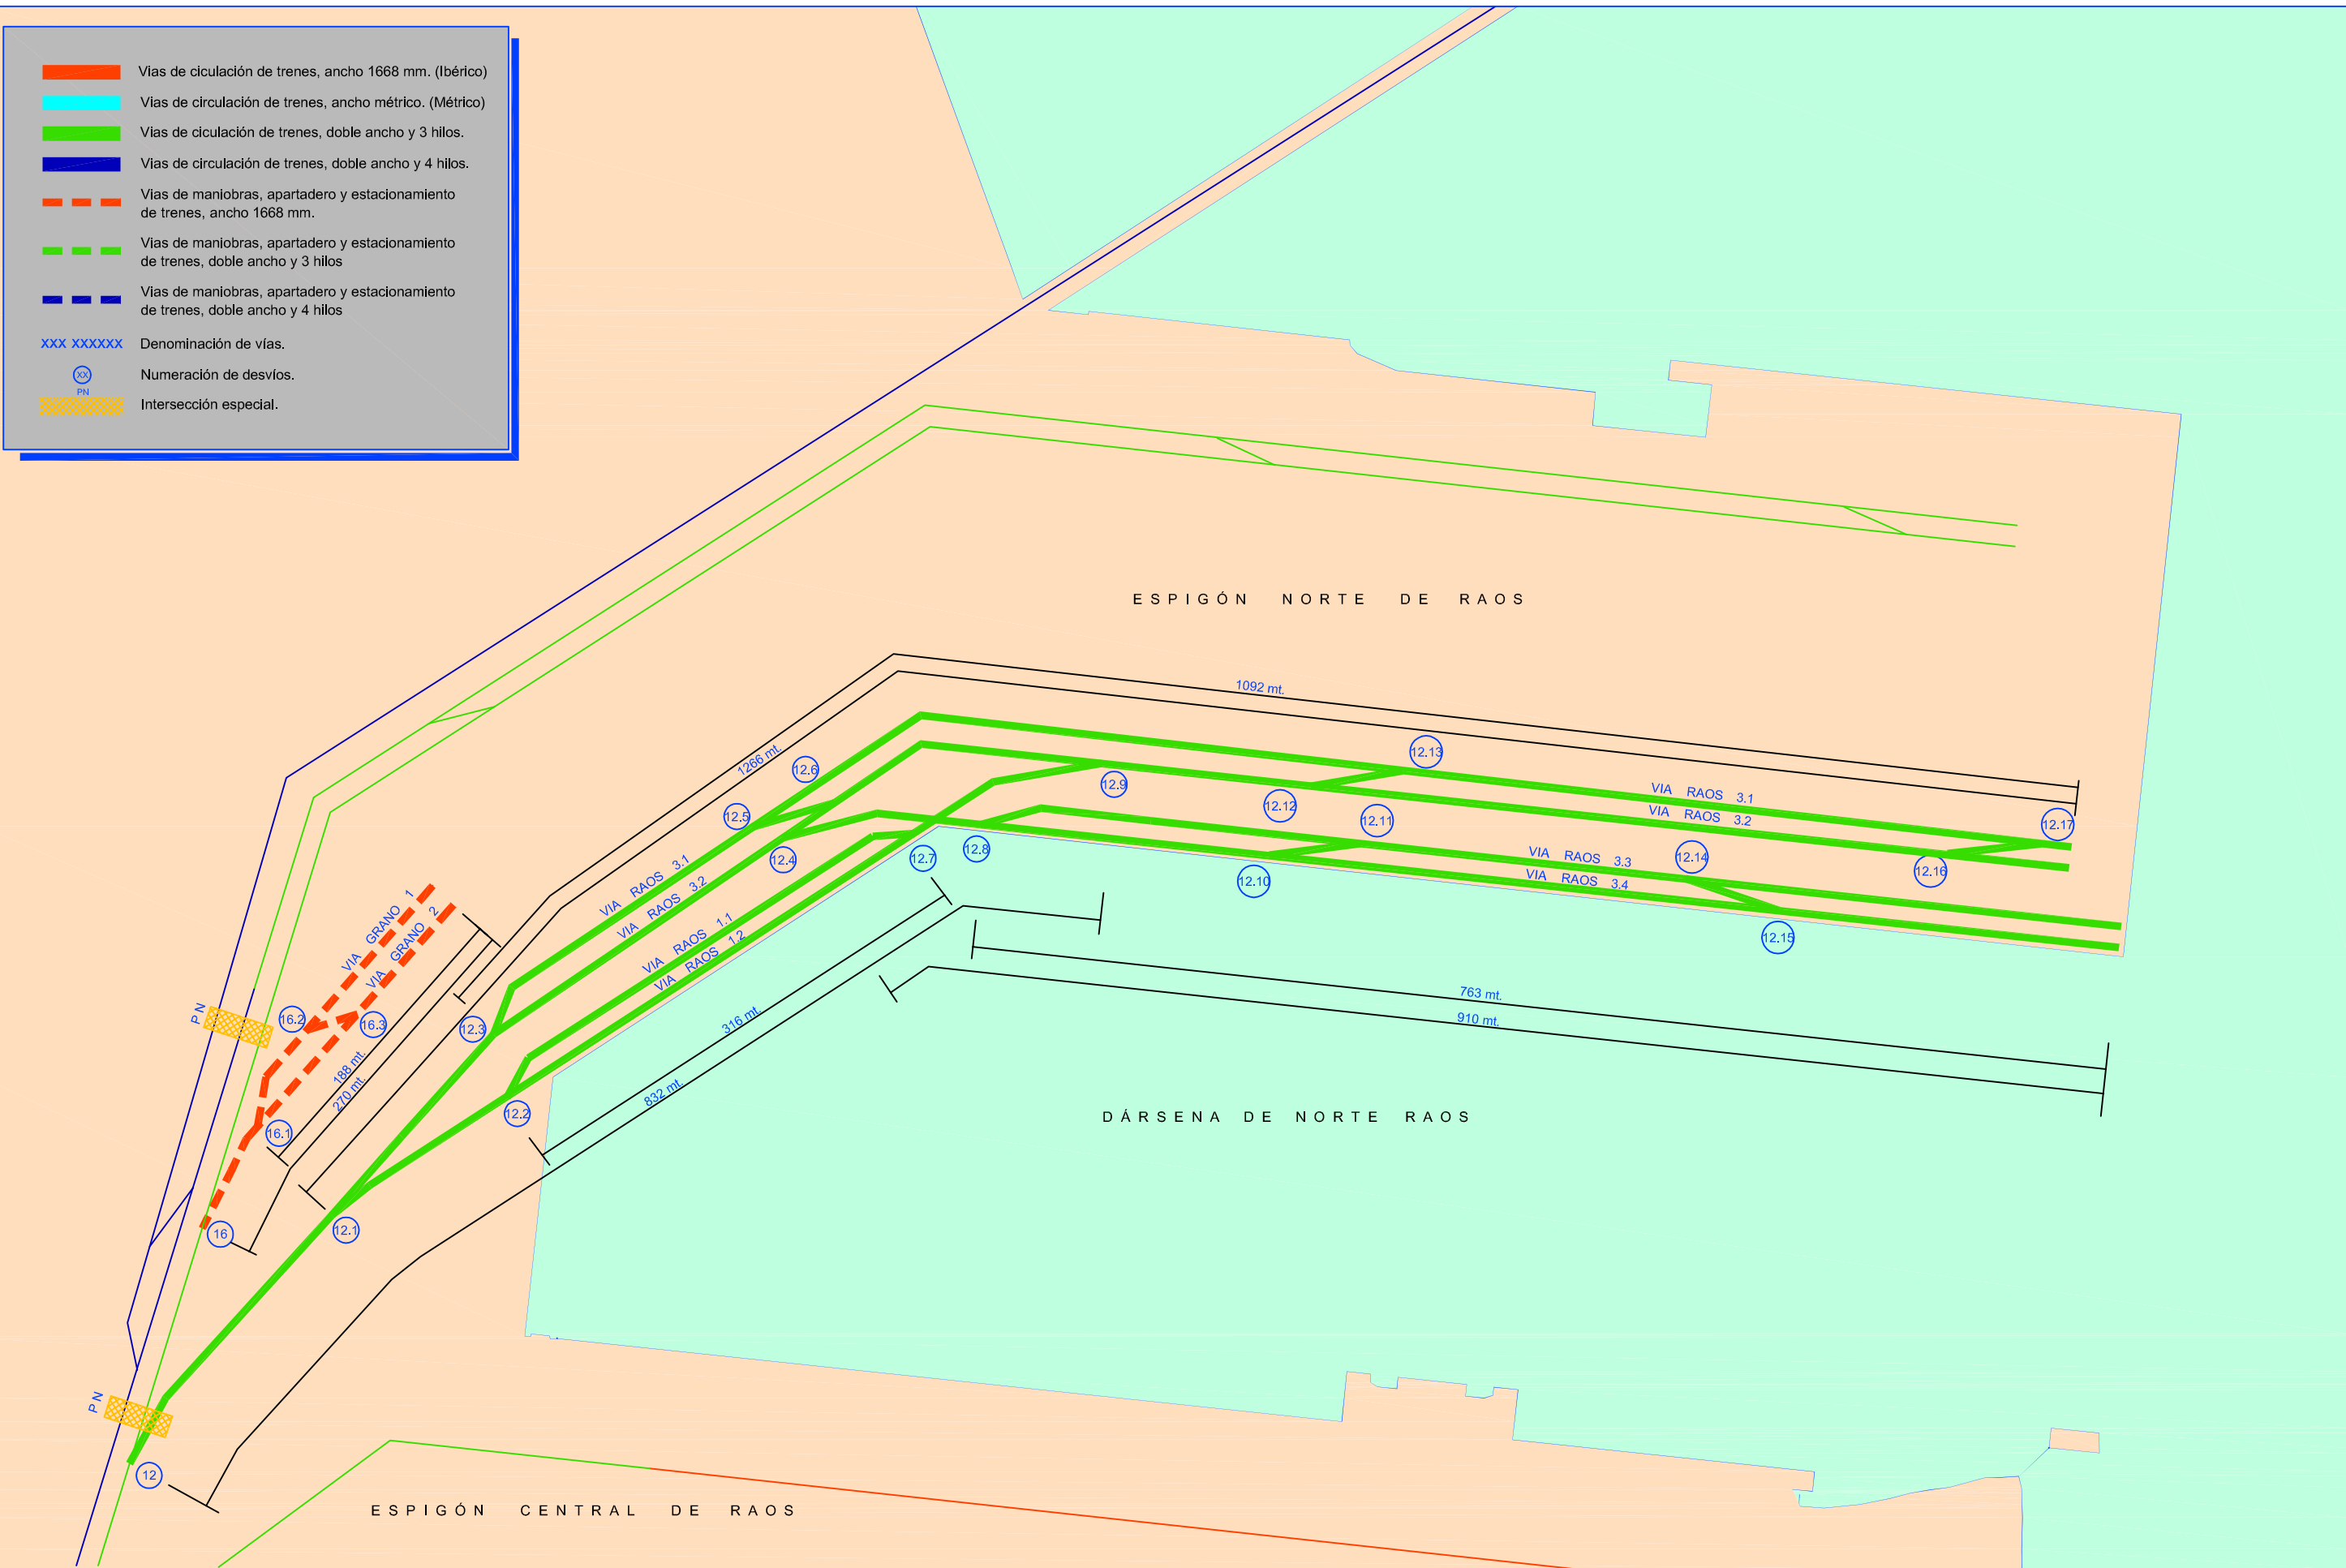 Vias de ciculación de trenes, ancho 1668 mm. (Ibérico)
Vias de circulación de trenes, ancho métrico. (Métrico)
Vias de ciculación de trenes, doble ancho y 3 hilos.
Vias de circulación de trenes, doble ancho y 4 hilos.
Vias de maniobras, apartadero y estacionamiento
de trenes, ancho 1668 mm.
Vias de maniobras, apartadero y estacionamiento
de trenes, doble ancho y 3 hilos
Vias de maniobras, apartadero y estacionamiento
de trenes, doble ancho y 4 hilos
XXX XXXXXX Denominación de vías.
XX Numeración de desvíos.
PN
Intersección especial.
ESPIGÓN NORTE DE RAOS
1092 mt.
1266 mt.
12.13
12.6
12.9
VIA RAOS 3.1
12.12
VIA RAOS 3.2
12.5
12.11
12.17
12.4
12.7
12.8
VIA RAOS 3.3
12.14
12.16
VIA RAOS 3.4
12.10
12.15
VIA RAOS 3.1
VIA RAOS 3.2
VIA RAOS 1.1
VIA RAOS 1.2
VIA GRANO 1
VIA GRANO 2
PN
16.2
16.3
12.3
188 mt.
270 mt.
316 mt.
832 mt.
763 mt.
910 mt.
12.2
16.1
16
12.1
DÁRSENA DE NORTE RAOS
PN
12
ESPIGÓN CENTRAL DE RAOS